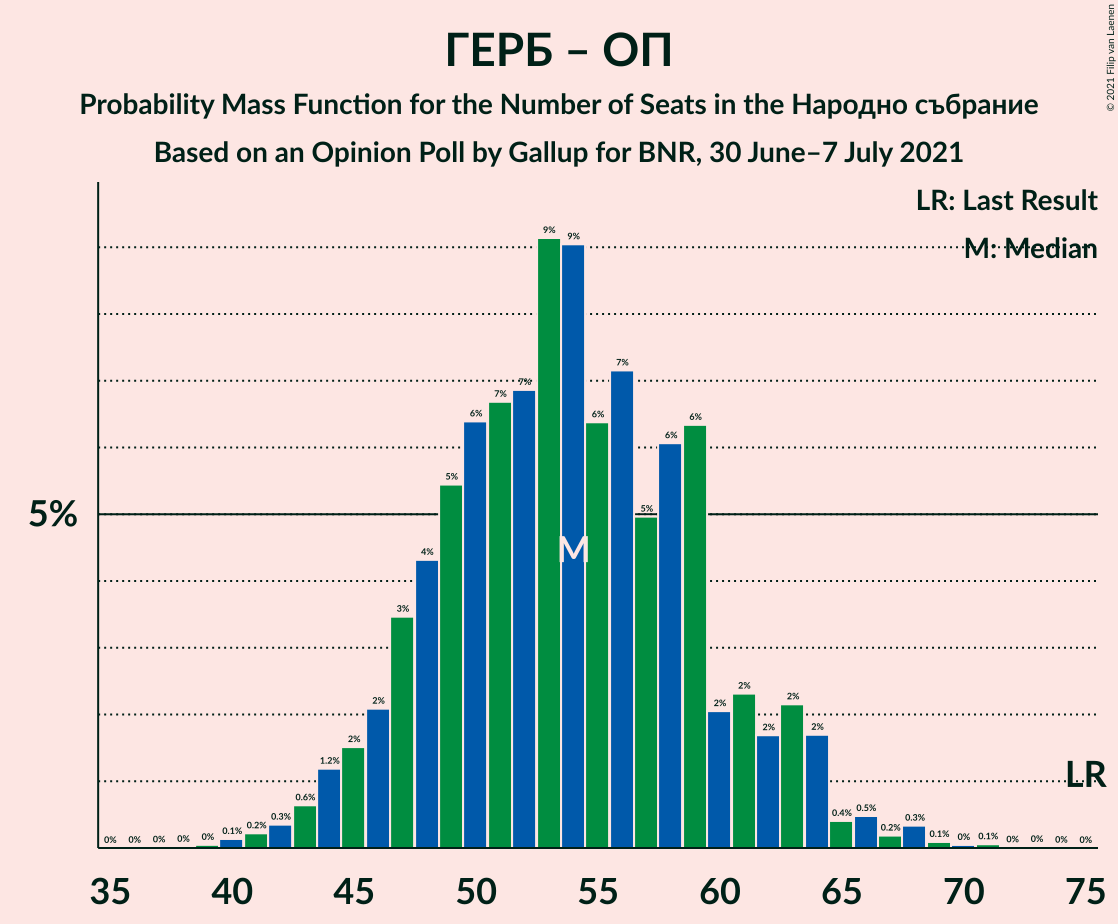 ГЕРБ – ОП
Probability Mass Function for the Number of Seats in the Народно събрание
Based on an Opinion Poll by Gallup for BNR, 30 June–7 July 2021
© 2021 Filip van Laenen
LR: Last Result
M: Median
5%
0% 0% 0% 0% 0% 0.1% 0.2% 0.3% 0.6% 1.2% 2% 2% 3% 4% 5% 6% 7% 7% 9% 9% 6% 7% 5% 6% 6% 2% 2% 2% 2% 2% 0.4% 0.5% 0.2% 0.3% 0.1% 0% 0.1% 0% 0% 0% 0%
M
LR
35 40 45 50 55 60 65 70 75